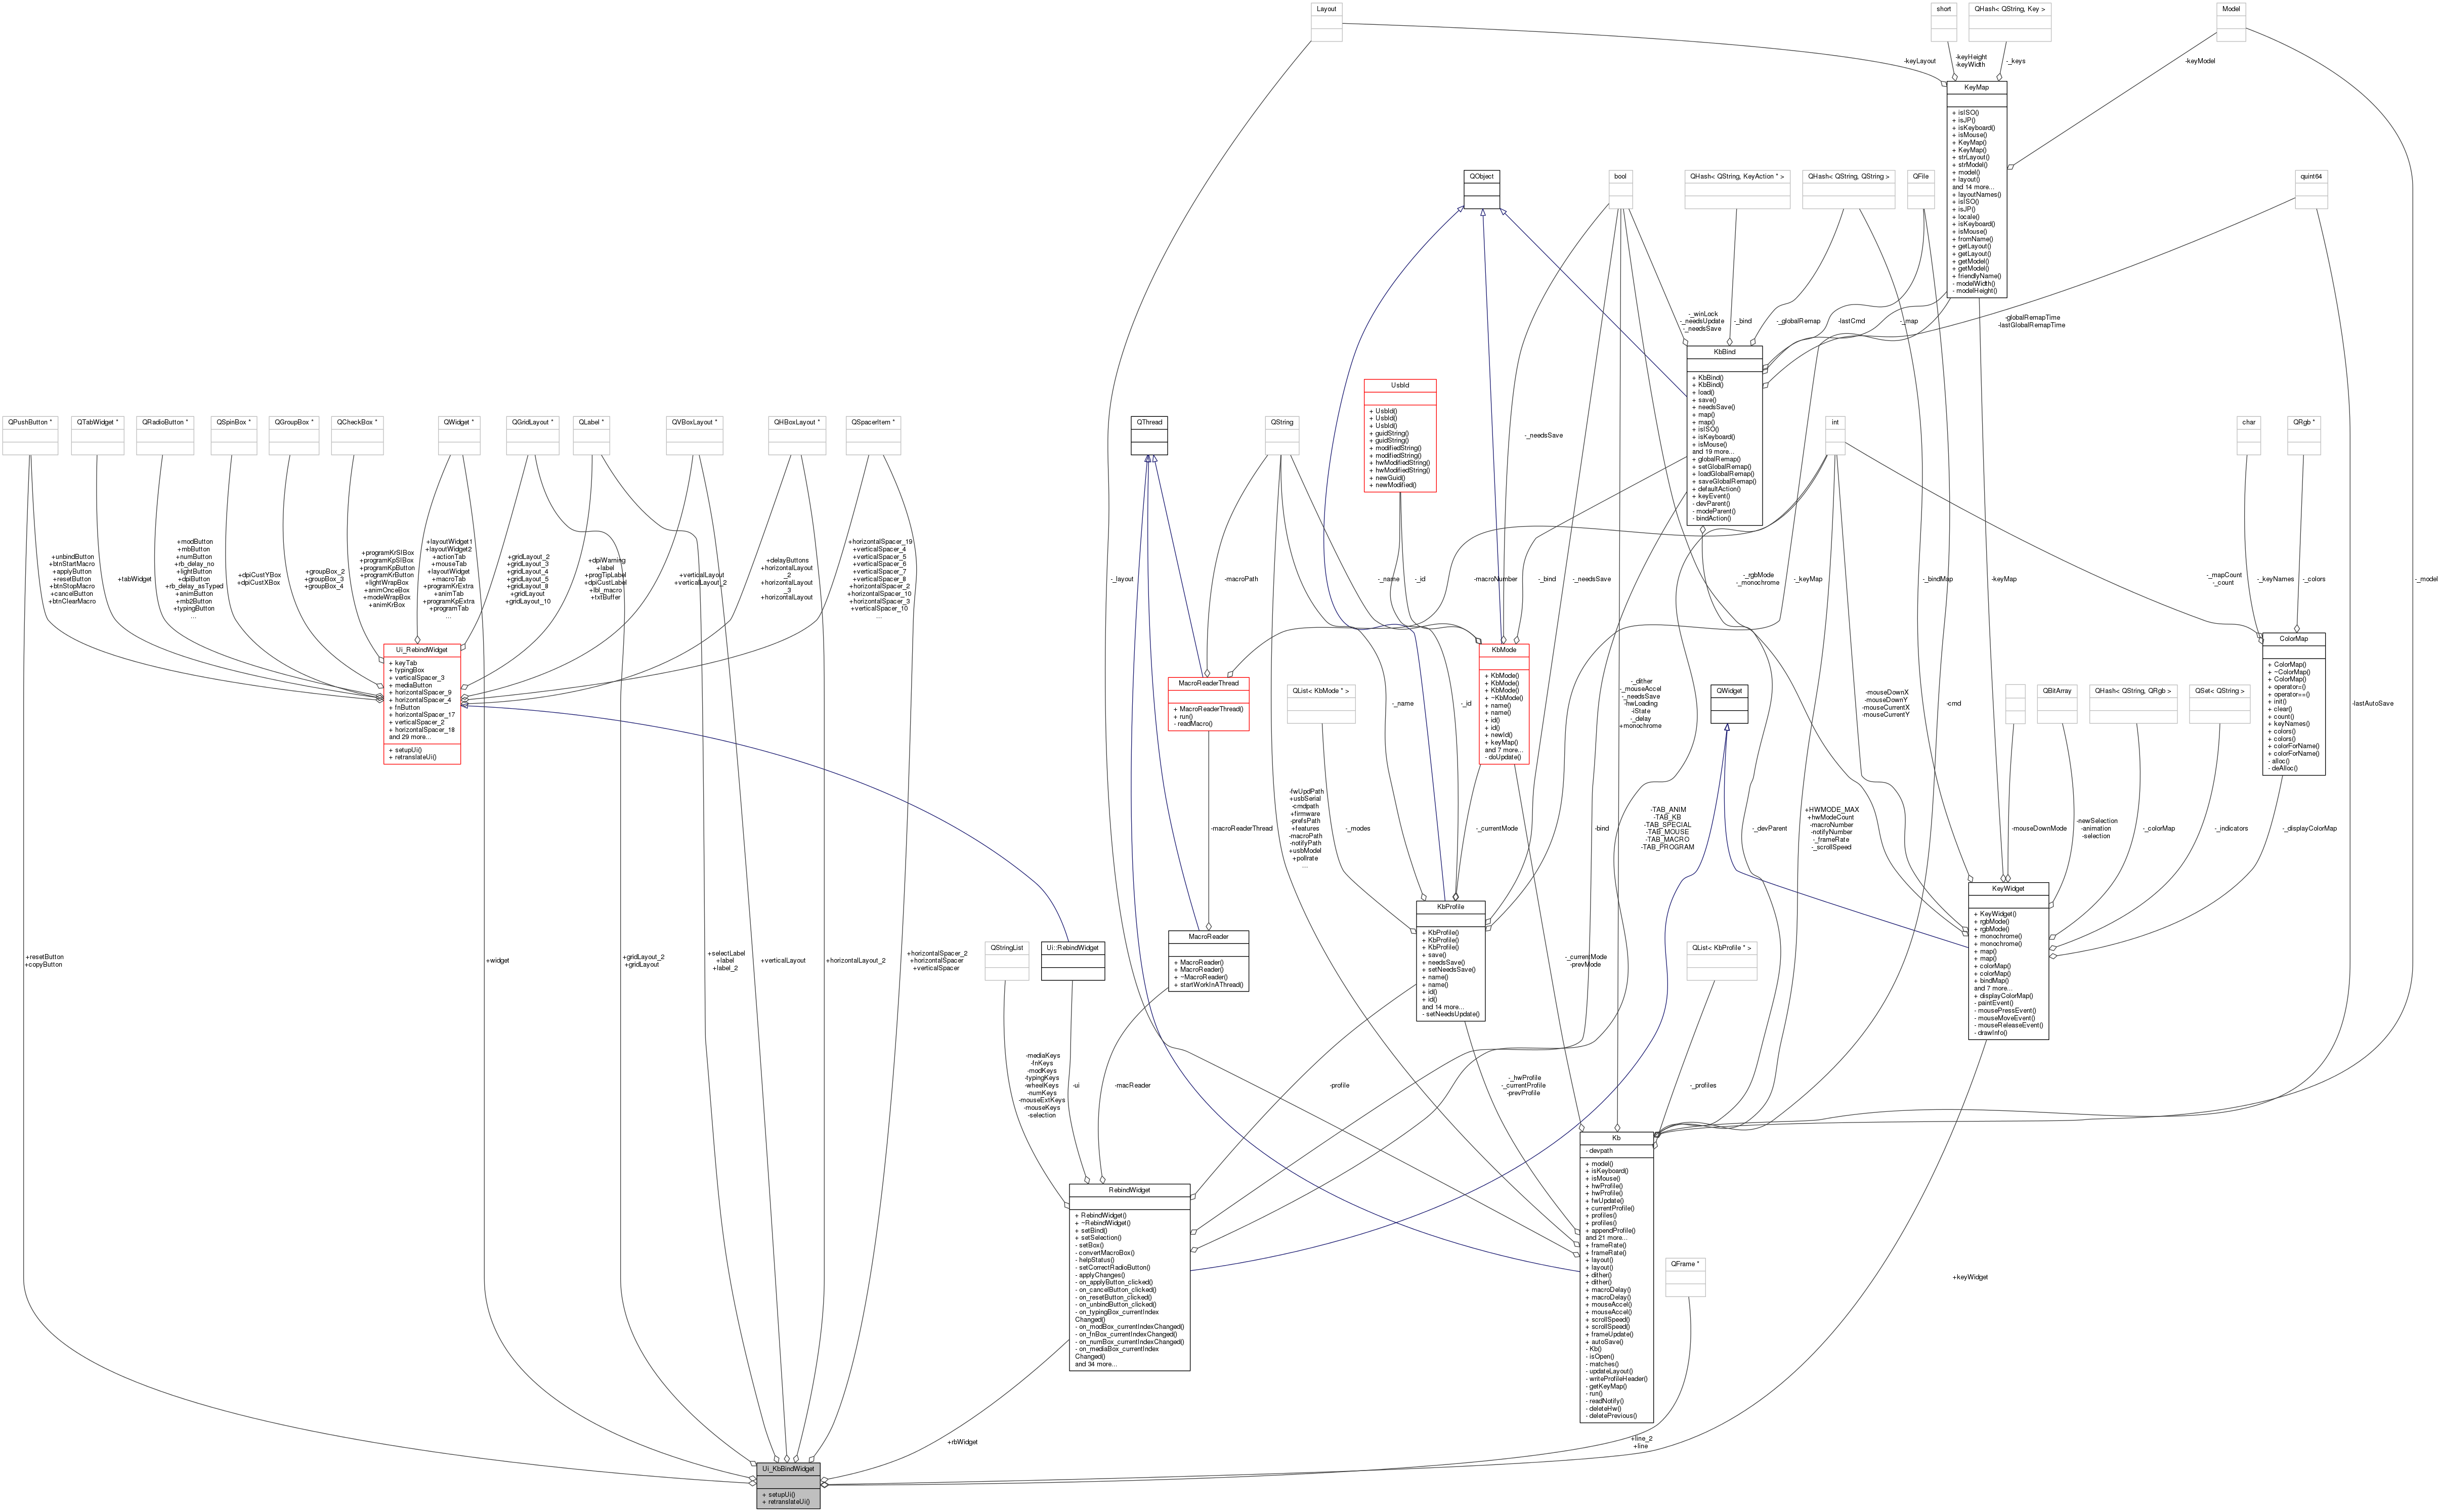 Layout
short
QHash< QString, Key >
Model
-keyLayout
-keyHeight
-keyWidth
-_keys
-keyModel
KeyMap
+ isISO()
+ isJP()
+ isKeyboard()
+ isMouse()
+ KeyMap()
+ KeyMap()
+ strLayout()
+ strModel()
+ model()
+ layout()
and 14 more...
+ layoutNames()
+ isISO()
+ isJP()
+ locale()
+ isKeyboard()
+ isMouse()
+ fromName()
+ getLayout()
+ getLayout()
+ getModel()
+ getModel()
+ friendlyName()
- modelWidth()
- modelHeight()
QObject
bool
QHash< QString, KeyAction * >
QHash< QString, QString >
QFile
quint64
-_winLock
-_needsUpdate
-_needsSave
-_bind
-_globalRemap
-lastCmd
-_map
-globalRemapTime
-lastGlobalRemapTime
KbBind
+ KbBind()
+ KbBind()
+ load()
+ save()
+ needsSave()
+ map()
+ map()
+ isISO()
+ isKeyboard()
+ isMouse()
and 19 more...
+ globalRemap()
+ setGlobalRemap()
+ loadGlobalRemap()
+ saveGlobalRemap()
+ defaultAction()
+ keyEvent()
- devParent()
- modeParent()
- bindAction()
UsbId
+ UsbId()
+ UsbId()
+ UsbId()
+ guidString()
+ guidString()
+ modifiedString()
+ modifiedString()
+ hwModifiedString()
+ hwModifiedString()
+ newGuid()
+ newModified()
-_needsSave
QPushButton *
QTabWidget *
QRadioButton *
QSpinBox *
QGroupBox *
QCheckBox *
QWidget *
QGridLayout *
QLabel *
QVBoxLayout *
QHBoxLayout *
QSpacerItem *
QThread
QString
int
char
QRgb *
+unbindButton
+btnStartMacro
+applyButton
+resetButton
+btnStopMacro
+cancelButton
+btnClearMacro
+tabWidget
+modButton
+mbButton
+numButton
+rb_delay_no
+lightButton
+dpiButton
+rb_delay_asTyped
+animButton
+mb2Button
+typingButton
...
+dpiCustYBox
+dpiCustXBox
+groupBox_2
+groupBox_3
+groupBox_4
+programKrSIBox
+programKpSIBox
+programKpButton
+programKrButton
+lightWrapBox
+animOnceBox
+modeWrapBox
+animKrBox
+layoutWidget1
+layoutWidget2
+actionTab
+mouseTab
+layoutWidget
+macroTab
+programKrExtra
+animTab
+programKpExtra
+programTab
...
+gridLayout_2
+gridLayout_3
+gridLayout_4
+gridLayout_5
+gridLayout_8
+gridLayout
+gridLayout_10
+dpiWarning
+label
+progTipLabel
+dpiCustLabel
+lbl_macro
+txtBuffer
+verticalLayout
+verticalLayout_2
+delayButtons
+horizontalLayout
_2
+horizontalLayout
_3
+horizontalLayout
+horizontalSpacer_19
+verticalSpacer_4
+verticalSpacer_5
+verticalSpacer_6
+verticalSpacer_7
+verticalSpacer_8
+horizontalSpacer_2
+horizontalSpacer_10
+horizontalSpacer_3
+verticalSpacer_10
...
-_layout
-macroPath
-_name
-_id
-macroNumber
-_bind
-_needsSave
-_rgbMode
-_monochrome
-_keyMap
-_bindMap
-keyMap
-_mapCount
-_count
-_keyNames
-_colors
-_model
Ui_RebindWidget
+ keyTab
+ typingBox
+ verticalSpacer_3
+ mediaButton
+ horizontalSpacer_9
+ horizontalSpacer_4
+ fnButton
+ horizontalSpacer_17
+ verticalSpacer_2
+ horizontalSpacer_18
and 29 more...
+ setupUi()
+ retranslateUi()
MacroReaderThread
+ MacroReaderThread()
+ run()
- readMacro()
KbMode
+ KbMode()
+ KbMode()
+ KbMode()
+ ~KbMode()
+ name()
+ name()
+ id()
+ id()
+ newId()
+ keyMap()
and 7 more...
- doUpdate()
ColorMap
+ ColorMap()
+ ~ColorMap()
+ ColorMap()
+ operator=()
+ operator==()
+ init()
+ clear()
+ count()
+ keyNames()
+ colors()
+ colors()
+ colorForName()
+ colorForName()
- alloc()
- deAlloc()
QList< KbMode * >
QWidget
QBitArray
QHash< QString, QRgb >
QSet< QString >
-_name
-_id
-_dither
-_mouseAccel
-_needsSave
-hwLoading
-iState
-_delay
+monochrome
-mouseDownX
-mouseDownY
-mouseCurrentX
-mouseCurrentY
-cmd
-lastAutoSave
-macroReaderThread
-fwUpdPath
+usbSerial
-cmdpath
+firmware
-prefsPath
+features
-macroPath
-notifyPath
+usbModel
+pollrate
...
-_modes
-_currentMode
-bind
-TAB_ANIM
-TAB_KB
-TAB_SPECIAL
-TAB_MOUSE
-TAB_MACRO
-TAB_PROGRAM
-_devParent
+HWMODE_MAX
+hwModeCount
-macroNumber
-notifyNumber
-_frameRate
-_scrollSpeed
-mouseDownMode
-newSelection
-animation
-selection
-_colorMap
-_indicators
-_displayColorMap
KeyWidget
+ KeyWidget()
+ rgbMode()
+ rgbMode()
+ monochrome()
+ monochrome()
+ map()
+ map()
+ colorMap()
+ colorMap()
+ bindMap()
and 7 more...
+ displayColorMap()
- paintEvent()
- mousePressEvent()
- mouseMoveEvent()
- mouseReleaseEvent()
- drawInfo()
KbProfile
+ KbProfile()
+ KbProfile()
+ KbProfile()
+ save()
+ needsSave()
+ setNeedsSave()
+ name()
+ name()
+ id()
+ id()
and 14 more...
- setNeedsUpdate()
MacroReader
+ MacroReader()
+ MacroReader()
+ ~MacroReader()
+ startWorkInAThread()
QStringList
Ui::RebindWidget
QList< KbProfile * >
+resetButton
+copyButton
+widget
+gridLayout_2
+gridLayout
+selectLabel
+label
+label_2
+verticalLayout
+horizontalLayout_2
+horizontalSpacer_2
+horizontalSpacer
+verticalSpacer
-_currentMode
-prevMode
-mediaKeys
-fnKeys
-modKeys
-typingKeys
-wheelKeys
-numKeys
-mouseExtKeys
-mouseKeys
-selection
-ui
-macReader
-profile
-_hwProfile
-_currentProfile
-prevProfile
-_profiles
RebindWidget
+ RebindWidget()
+ ~RebindWidget()
+ setBind()
+ setSelection()
- setBox()
- convertMacroBox()
- helpStatus()
- setCorrectRadioButton()
- applyChanges()
- on_applyButton_clicked()
- on_cancelButton_clicked()
- on_resetButton_clicked()
- on_unbindButton_clicked()
- on_typingBox_currentIndex
Changed()
- on_modBox_currentIndexChanged()
- on_fnBox_currentIndexChanged()
- on_numBox_currentIndexChanged()
- on_mediaBox_currentIndex
Changed()
and 34 more...
Kb
- devpath
+ model()
+ isKeyboard()
+ isMouse()
+ hwProfile()
+ hwProfile()
+ fwUpdate()
+ currentProfile()
+ profiles()
+ profiles()
+ appendProfile()
and 21 more...
+ frameRate()
+ frameRate()
+ layout()
+ layout()
+ dither()
+ dither()
+ macroDelay()
+ macroDelay()
+ mouseAccel()
+ mouseAccel()
+ scrollSpeed()
+ scrollSpeed()
+ frameUpdate()
+ autoSave()
- Kb()
- isOpen()
- matches()
- updateLayout()
- writeProfileHeader()
- getKeyMap()
- run()
- readNotify()
- deleteHw()
- deletePrevious()
QFrame *
+keyWidget
+rbWidget
+line_2
+line
Ui_KbBindWidget
+ setupUi()
+ retranslateUi()